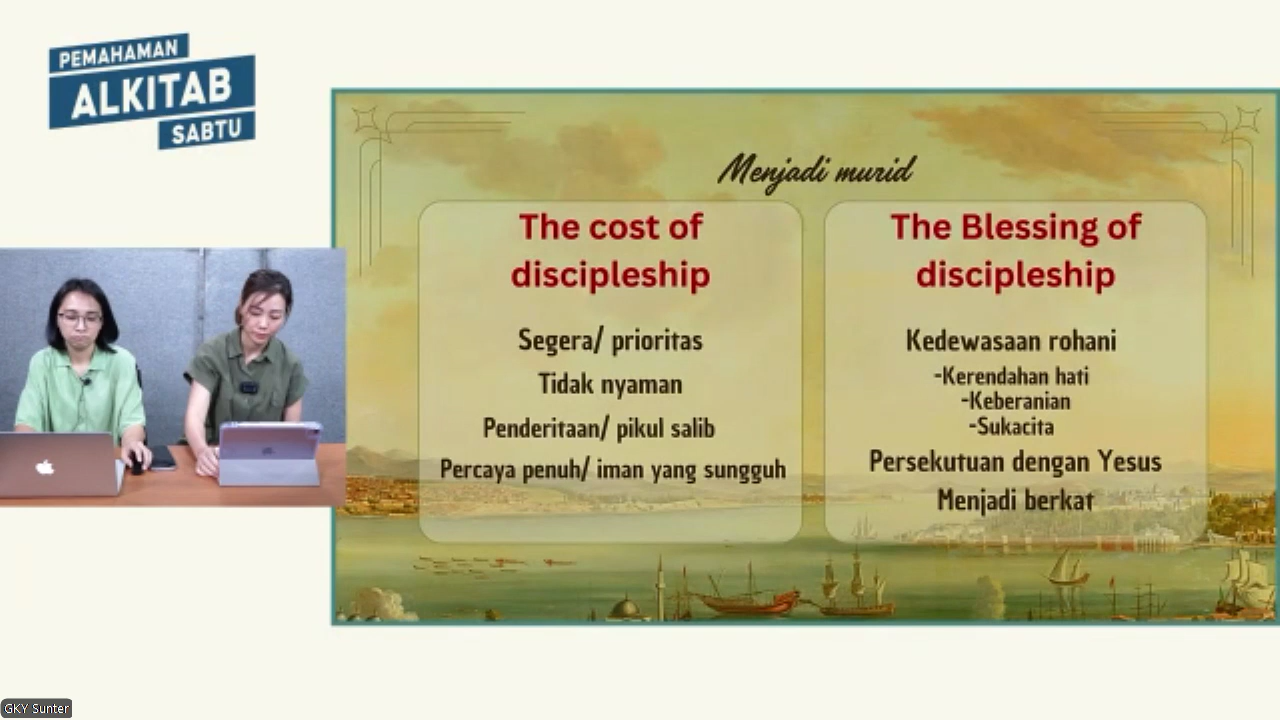 PEMAHAMAN
ALKITAB
SABTU
Menjadi murid
The cost of
discipleship
Segera/ prioritas
Tidak nyaman
Penderitaan/ pikul salib
Percaya penuh/ iman yang sungguh
The Blessing of
discipleship
Kedewasaan rohani
-Kerendahan hati
-Keberanian
-Sukacita
Persekutuan dengan Yesus
Menjadi berkat
GKY Sunter